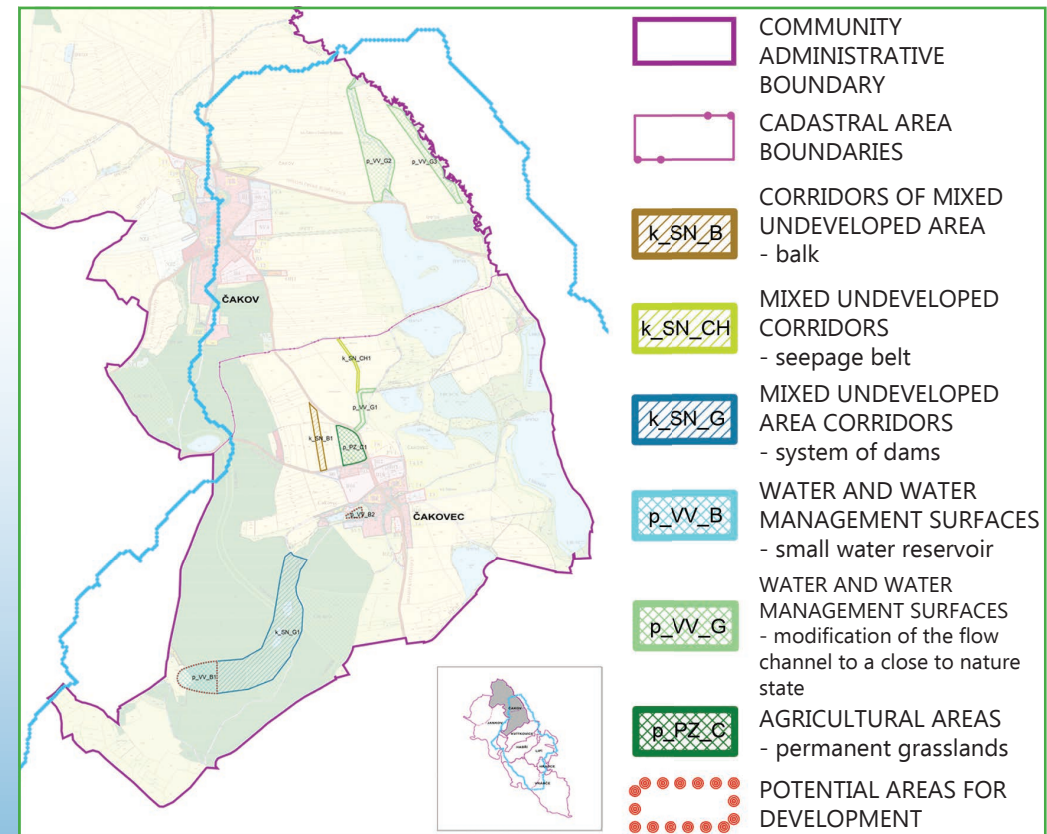 COMMUNITY
ADMINISTRATIVE
BOUNDARY
CADASTRAL AREA
BOUNDARIES
k_SN_B
CORRIDORS OF MIXED
UNDEVELOPED AREA
- balk
k_SN_CH
MIXED UNDEVELOPED
CORRIDORS
- seepage belt
k_SN_G
MIXED UNDEVELOPED
AREA CORRIDORS
- system of dams
p_VV_B
WATER AND WATER
MANAGEMENT SURFACES
- small water reservoir
p_VV_G
WATER AND WATER
MANAGEMENT SURFACES
- modification of the flow
channel to a close to nature
state
p_PZ_C
AGRICULTURAL AREAS
- permanent grasslands
POTENTIAL AREAS FOR
DEVELOPMENT
p_VV_G2
p_VV_G3
ČAKOV
k_SN_CH1
p_VV_G1
k_SN_B1
p_PZ_C1
p_VV_B2
ČAKOVEC
k_SN_G1
p_VV_B1